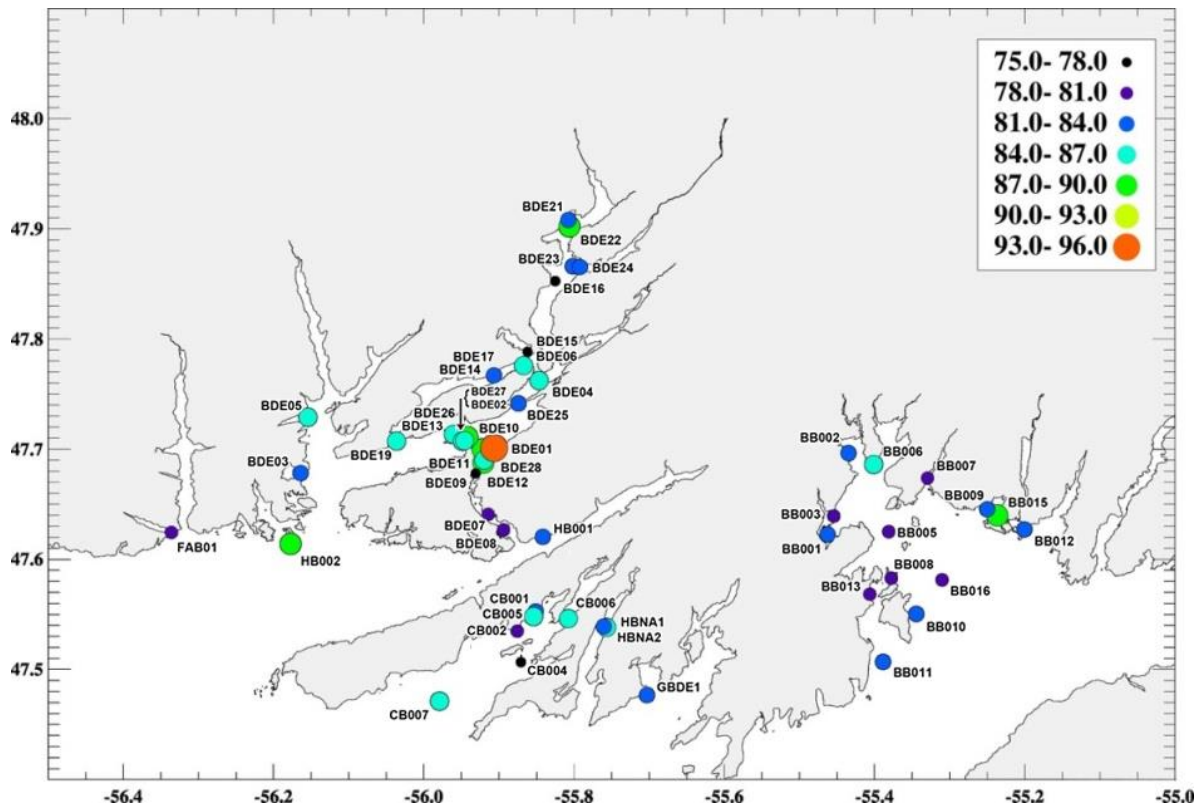 75.0- 78.0
78.0- 81.0
81.0- 84.0
84.0- 87.0
87.0- 90.0
90.0- 93.0
93.0- 96.0
48.0
47.9
47.8
47.7
47.6
47.5
BDE21
BDE22
BDE23
BDE24
BDE16
BDE15
BDE17
BDE06
BDE14
BDE27
BDE04
BDE05
BDE02
BDE25
BDE26
BDE13
BDE10
BDE01
BDE19
BDE11
BDE28
BDE03
BDE09
BDE12
BDE07
BDE08
HB001
FAB01
HB002
BB002
BB006
BB007
BB009
BB015
BB003
BB005
BB001
BB012
BB008
BB013
BB016
BB010
BB011
CB001
CB005
CB006
CB002
HBNA1
HBNA2
CB004
GBDE1
CB007
-56.4
-56.2
-56.0
-55.8
-55.6
-55.4
-55.2
-55.0